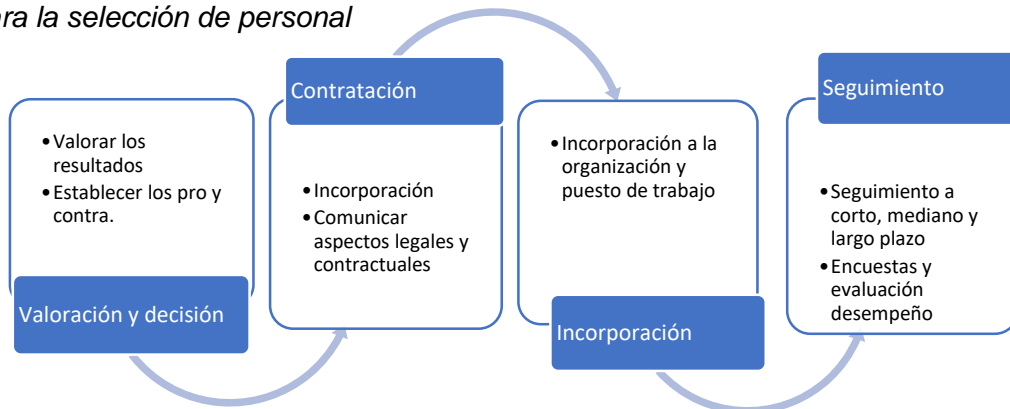 ra la selección de personal
• Valorar los
resultados
• Establecer los pro y
contra.
Valoración y decisión
Contratación
• Incorporación
• Comunicar
aspectos legales y
contractuales
• Incorporación a la
organización y
puesto de trabajo
Incorporación
Seguimiento
• Seguimiento a
corto, mediano y
largo plazo
• Encuestas y
evaluación
desempeño